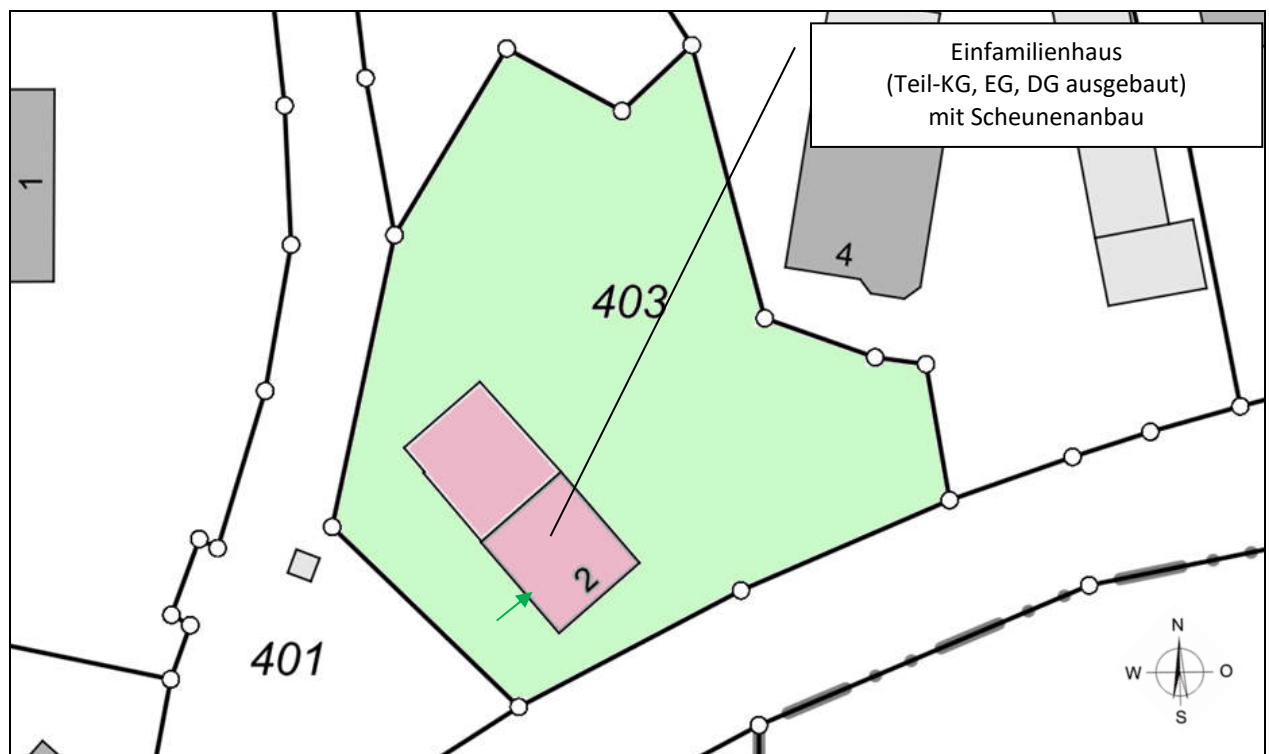 Einfamilienhaus
(Teil-KG, EG, DG ausgebaut)
mit Scheunenanbau
1
4
403
2
401
N
W
O
S